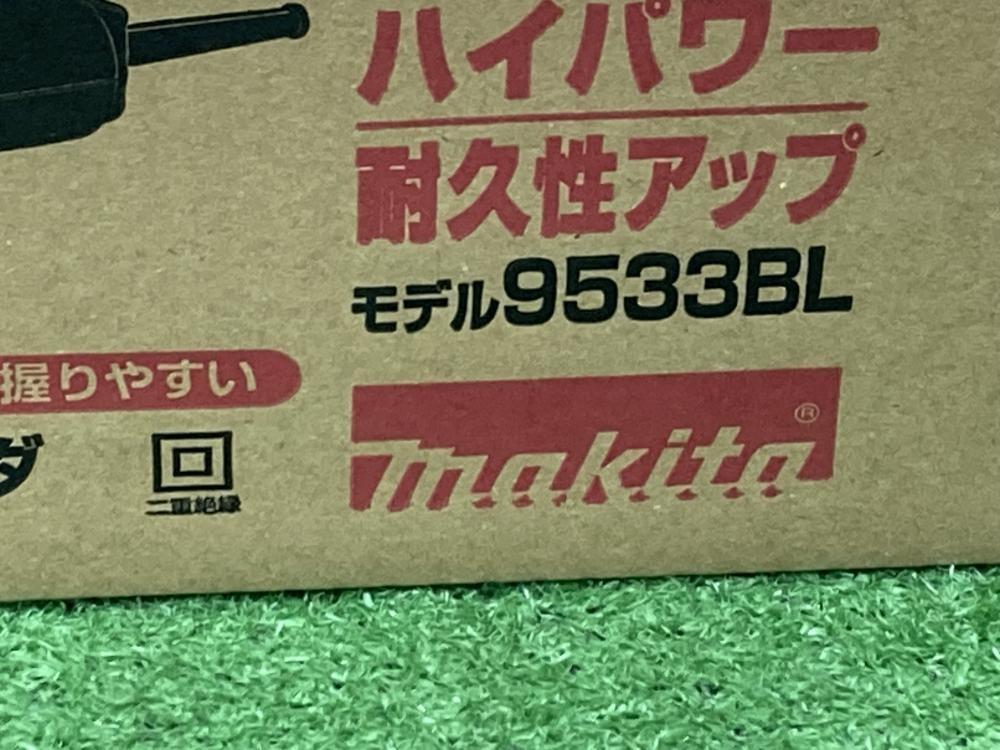 ハイパワー
耐久性アップ
モデル9533BL
握りやすい
ダ
二重絶縁
makita®